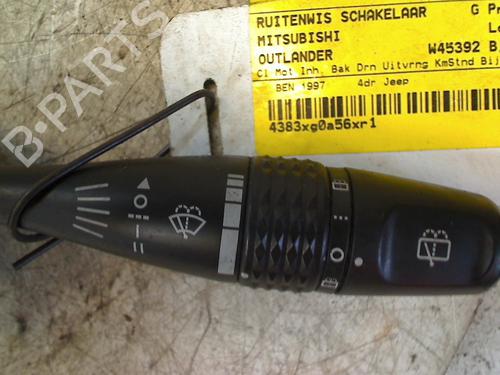 RUITENWIS SCHAKELAAR G Pr
MITSUBISHI
OUTLANDER W45392 B
Cl Mot Inh. Bak Drn Uitvrng KmStnd Bij
BEN 1997 4dr Jeep
4383xg0a56xr1
B-PARTS